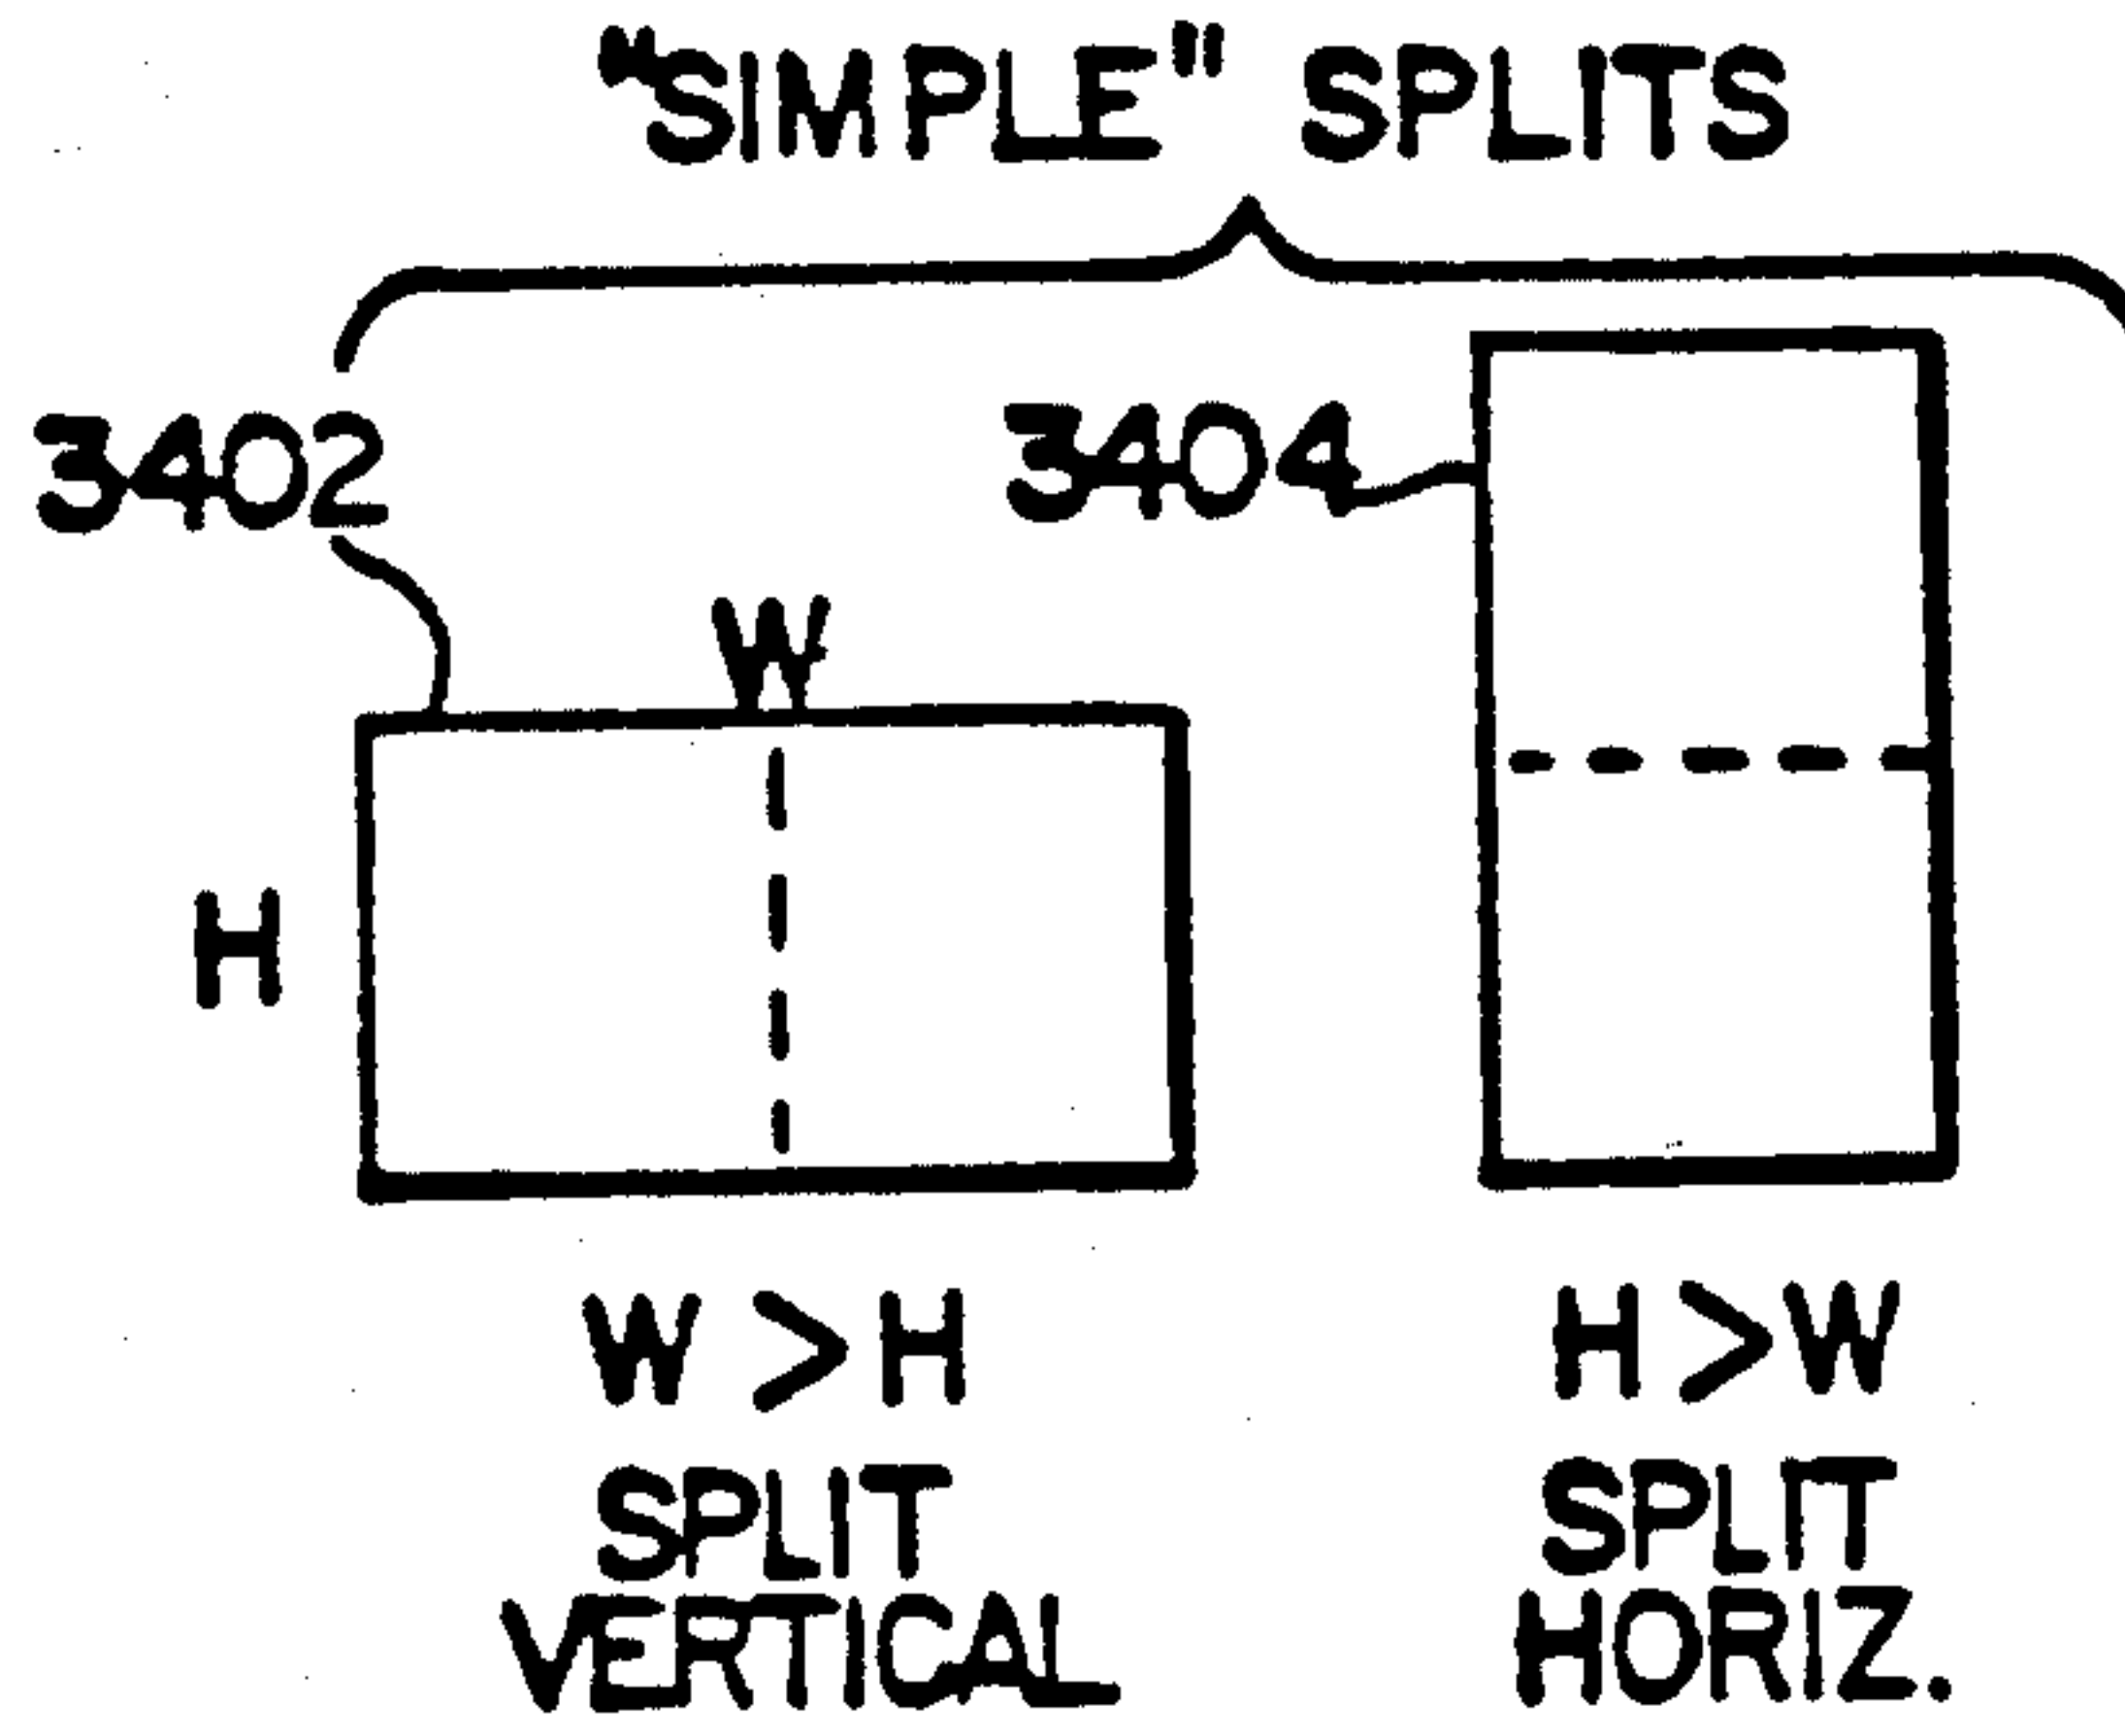 "SIMPLE" SPLITS
3402
3404
W
H
W > H
SPLIT
VERTICAL
H > W
SPLIT
HORIZ.